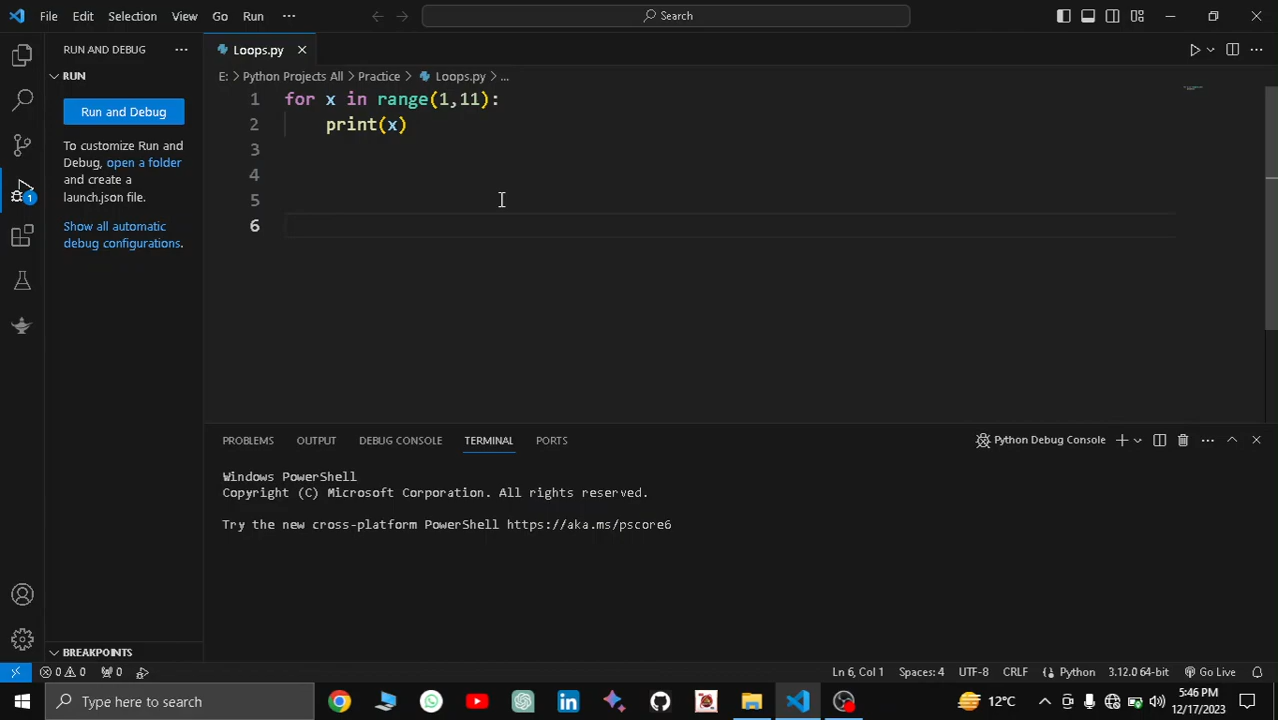 File Edit Selection View Go Run ···
Search
RUN AND DEBUG ···
RUN
Run and Debug
To customize Run and
Debug, open a folder
and create a
launch.json file.
Show all automatic
debug configurations.
Loops.py
E: > Python Projects All > Practice > Loops.py > ...
1 for x in range(1,11):
2 print(x)
3
4
5
6
PROBLEMS OUTPUT DEBUG CONSOLE TERMINAL PORTS
Python Debug Console
Windows PowerShell
Copyright (C) Microsoft Corporation. All rights reserved.
Try the new cross-platform PowerShell https://aka.ms/pscore6
1
BREAKPOINTS
0 0 0
Ln 6, Col 1 Spaces: 4 UTF-8 CRLF Python 3.12.0 64-bit Go Live
Type here to search
12°C
5:46 PM
12/17/2023